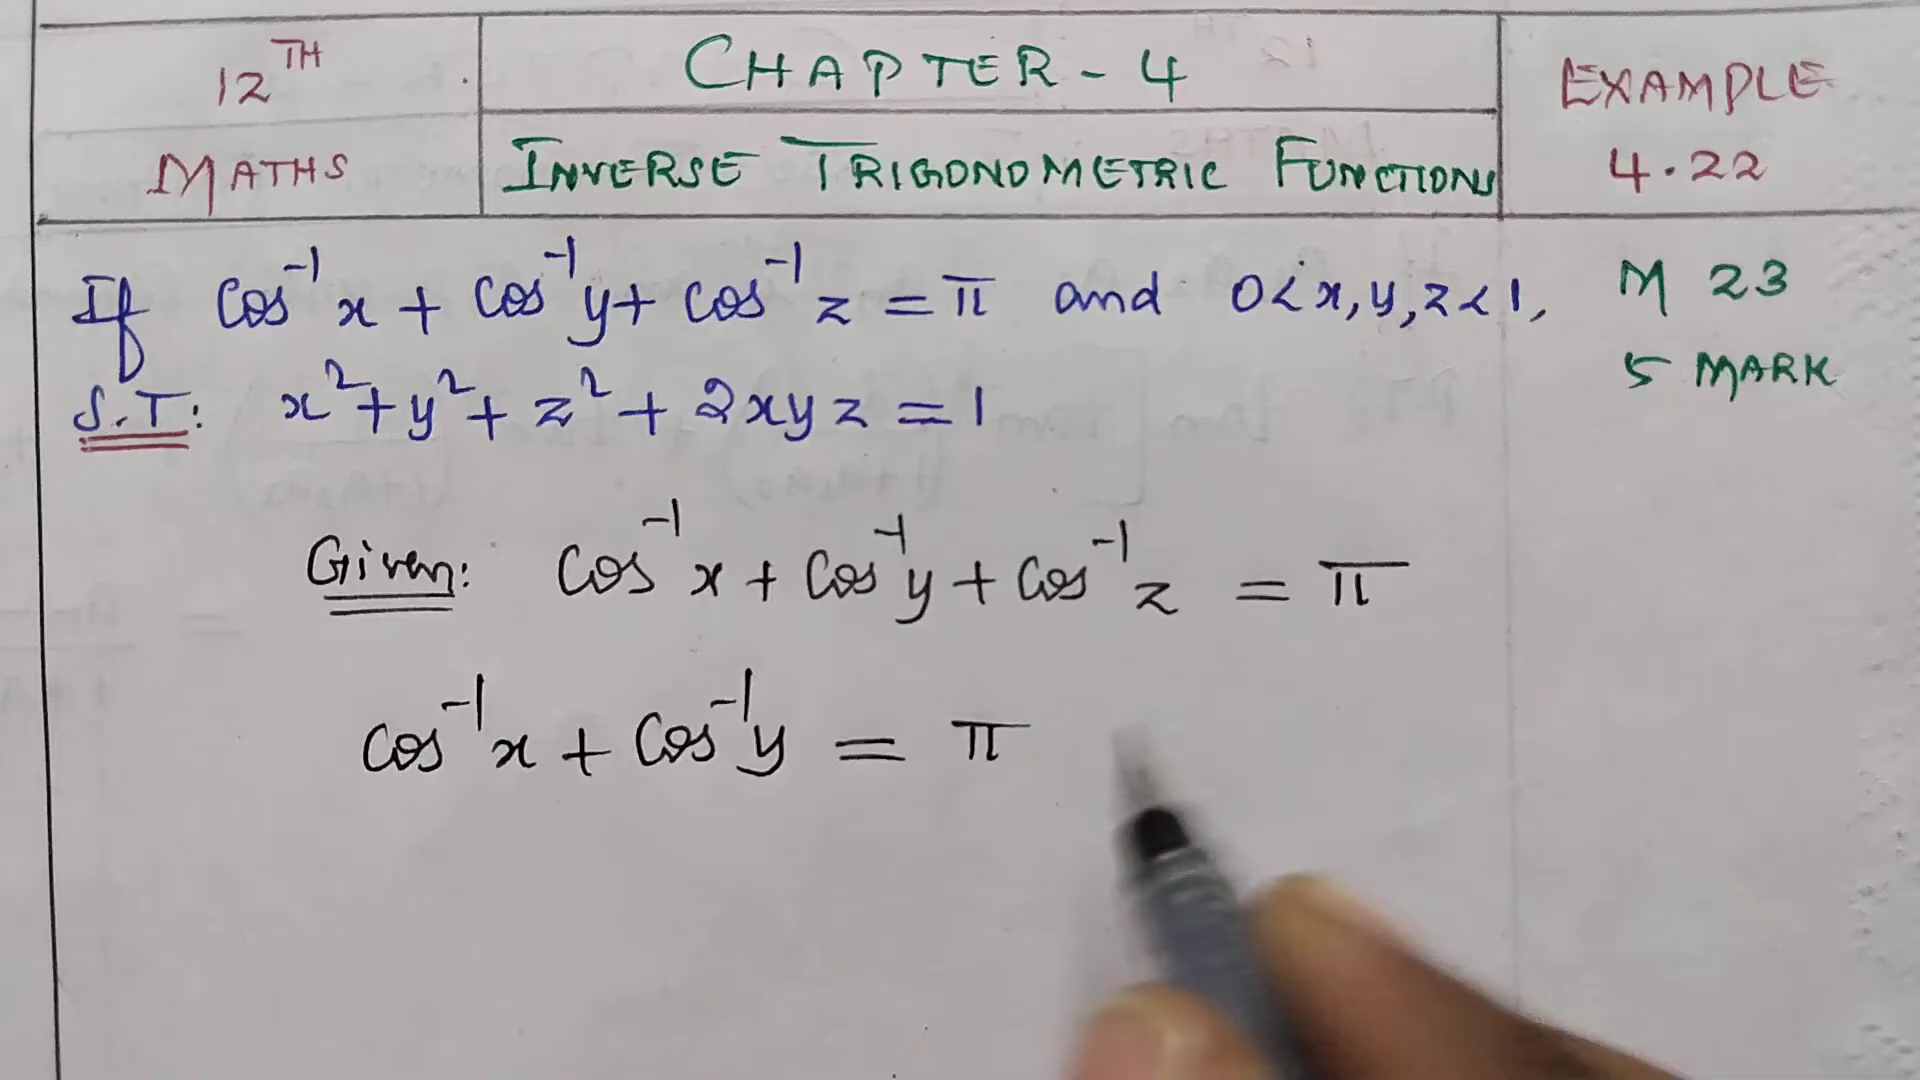 12TH
MATHS
CHAPTER - 4
INVERSE TRIGONOMETRIC FUNCTIONS
EXAMPLE
4.22
If cos⁻¹x + cos⁻¹y + cos⁻¹z = π and 0<x,y,z<1,
S.T: x² + y² + z² + 2xyz = 1
M 23
5 MARK
Given: cos⁻¹x + cos⁻¹y + cos⁻¹z = π
cos⁻¹x + cos⁻¹y = π